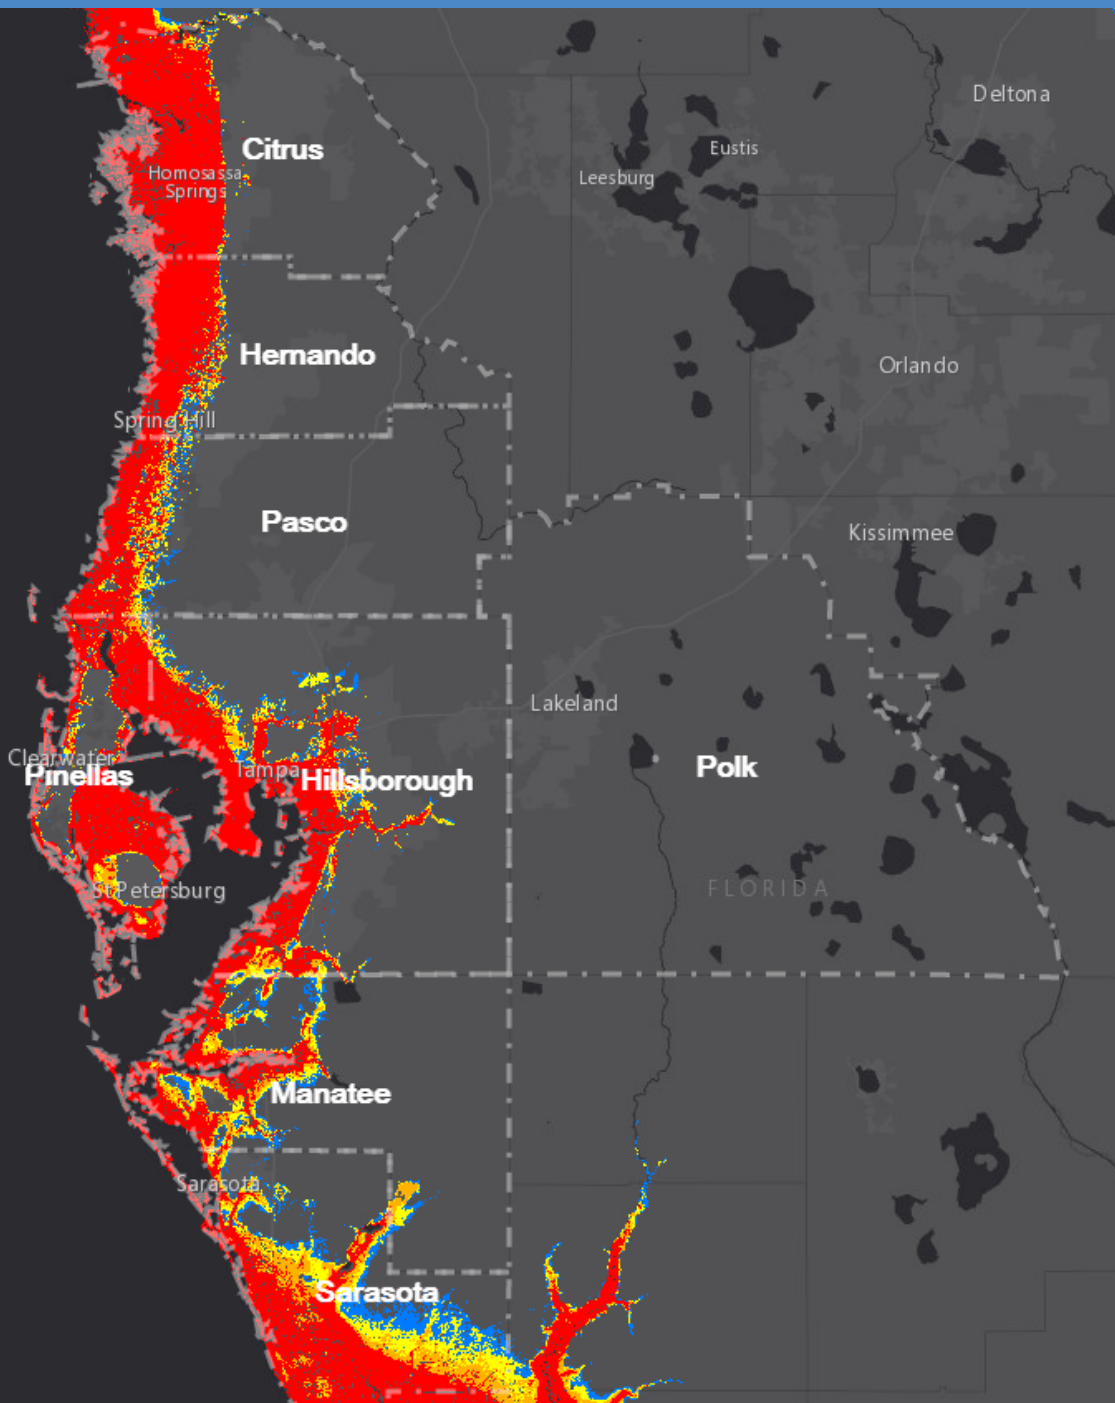 Deltona
Citrus
Eustis
Homosassa
Springs
Leesburg
Hernando
Orlando
Spring Hill
Pasco
Kissimmee
Lakeland
Clearwater
Pinellas
Tampa
Hillsborough
Polk
St Petersburg
FLORIDA
Manatee
Sarasota
Sarasota